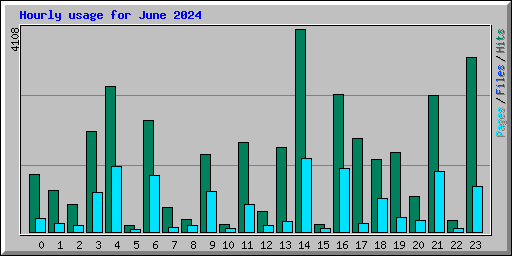 Hourly usage for June 2024
4108
Pages / Files / Hits
0 1 2 3 4 5 6 7 8 9 10 11 12 13 14 15 16 17 18 19 20 21 22 23